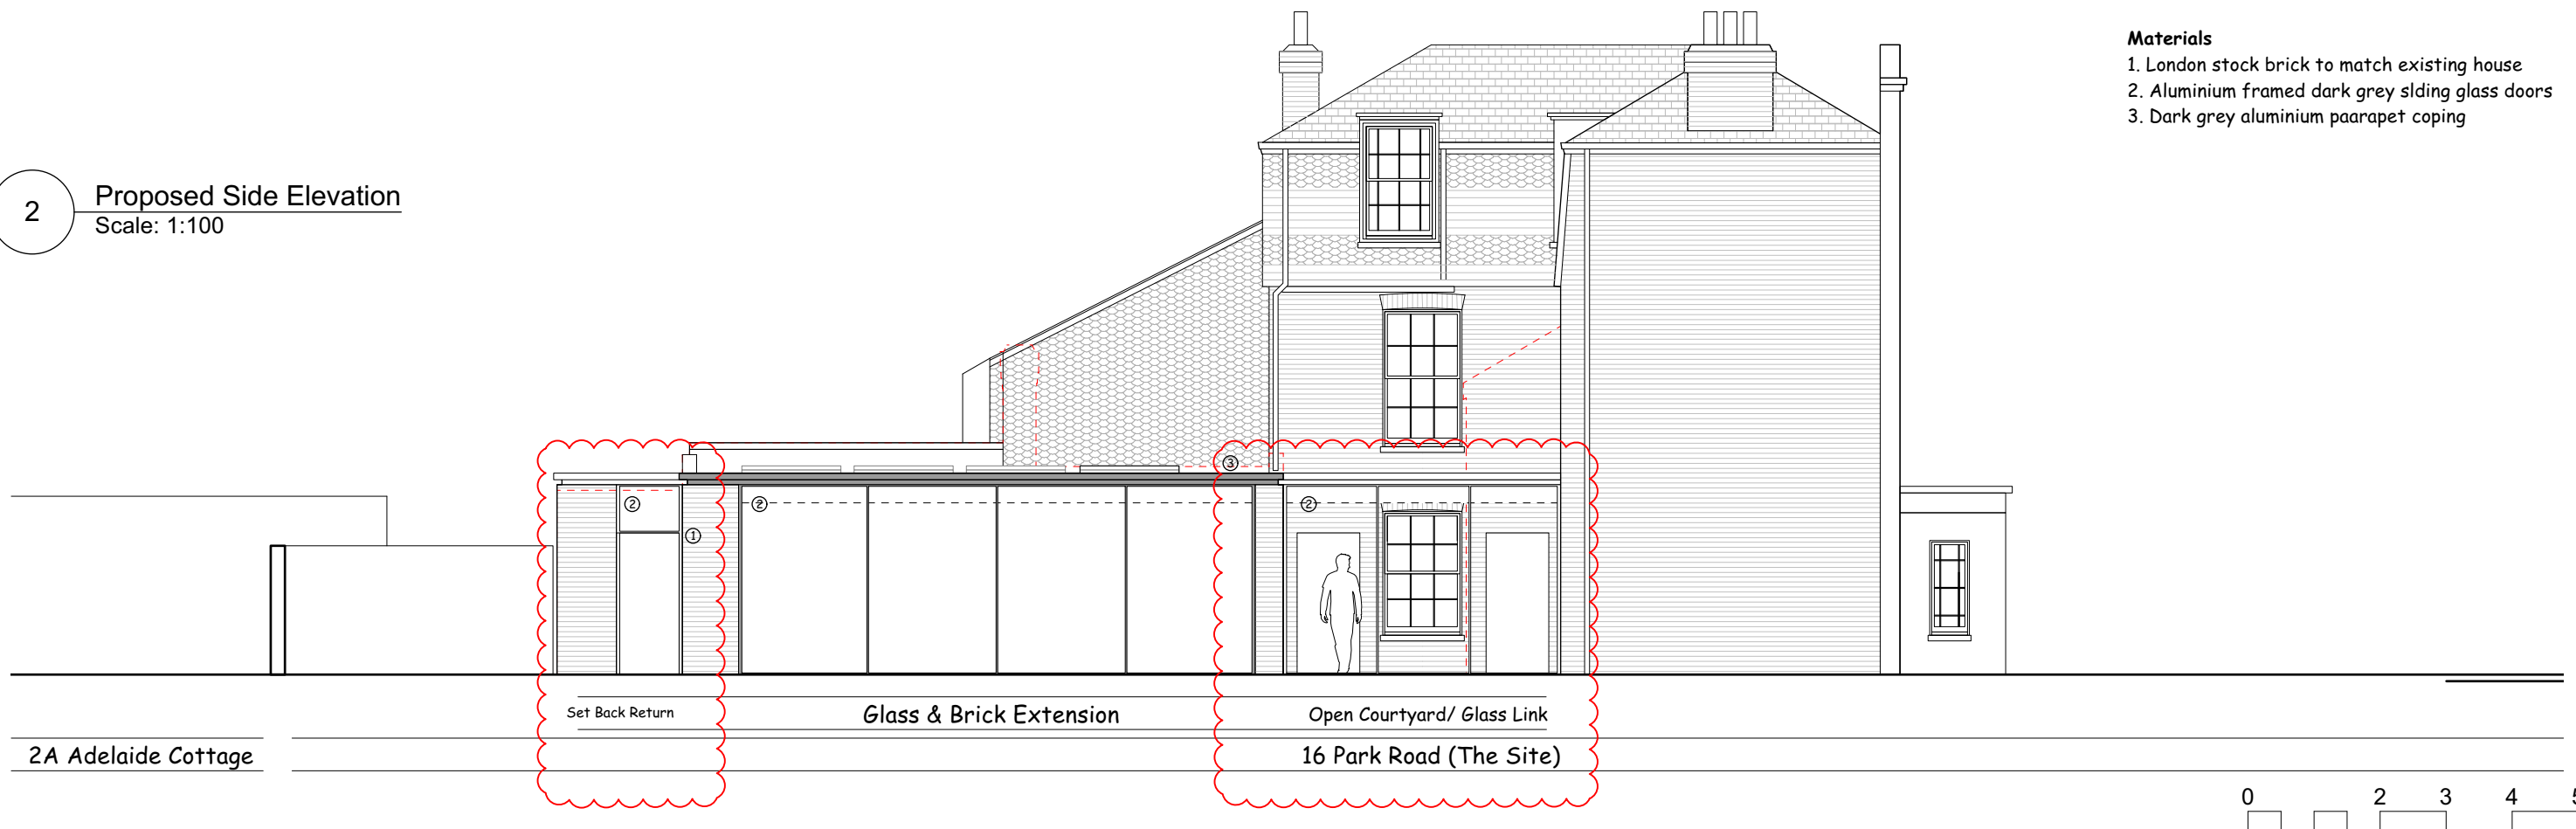 Materials
1. London stock brick to match existing house
2. Aluminium framed dark grey slding glass doors
3. Dark grey aluminium paarapet coping
2
Proposed Side Elevation
Scale: 1:100
3
2
2
2
1
Set Back Return
Glass & Brick Extension
Open Courtyard/ Glass Link
2A Adelaide Cottage
16 Park Road (The Site)
0 2 3 4 5